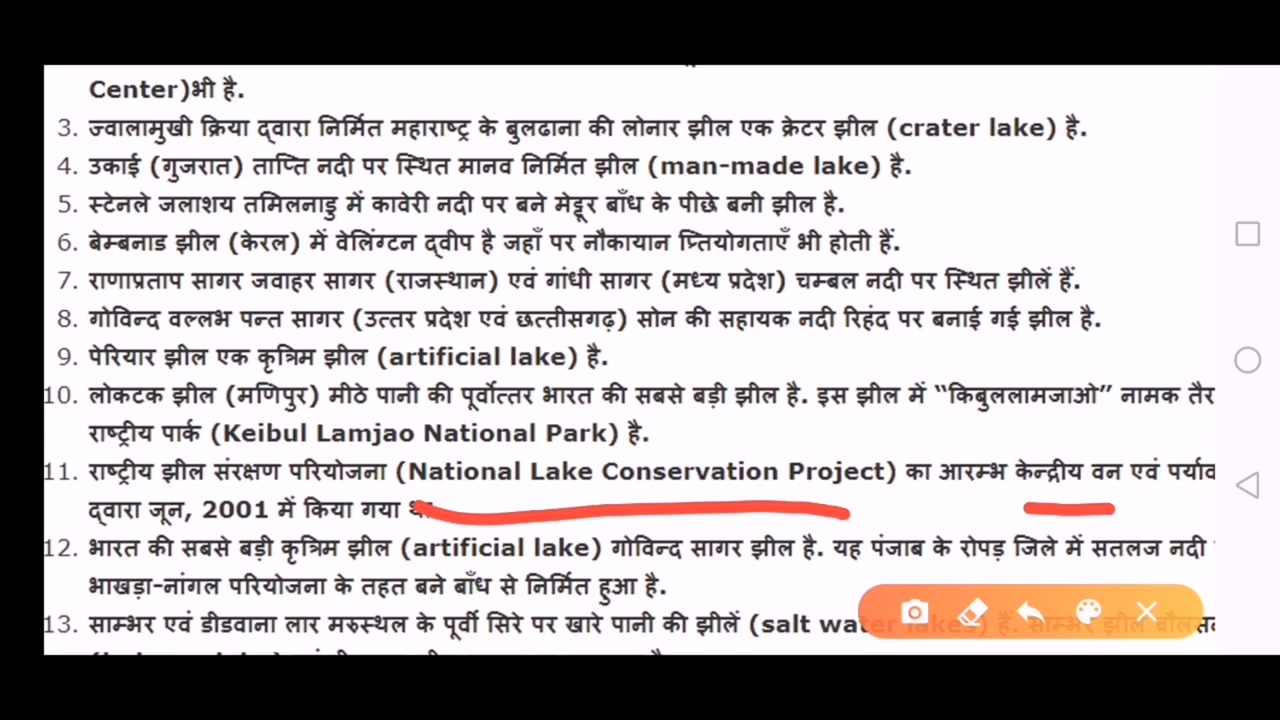 Center)भी है.
3. ज्वालामुखी क्रिया द्वारा निर्मित महाराष्ट्र के बुलढाना की लोनार झील एक क्रेटर झील (crater lake) है.
4. उकाई (गुजरात) ताप्ति नदी पर स्थित मानव निर्मित झील (man-made lake) है.
5. स्टेनले जलाशय तमिलनाडु में कावेरी नदी पर बने मेट्टूर बाँध के पीछे बनी झील है.
6. बेम्बनाड झील (केरल) में वेलिंग्टन द्वीप है जहाँ पर नौकायान प्रितयोगताएँ भी होती हैं.
7. राणाप्रताप सागर जवाहर सागर (राजस्थान) एवं गांधी सागर (मध्य प्रदेश) चम्बल नदी पर स्थित झीलें हैं.
8. गोविन्द वल्लभ पन्त सागर (उत्तर प्रदेश एवं छत्तीसगढ़) सोन की सहायक नदी रिहंद पर बनाई गई झील है.
9. पेरियार झील एक कृत्रिम झील (artificial lake) है.
10. लोकटक झील (मणिपुर) मीठे पानी की पूर्वोत्तर भारत की सबसे बड़ी झील है. इस झील में “किबुललामजाओ” नामक तैर
राष्ट्रीय पार्क (Keibul Lamjao National Park) है.
11. राष्ट्रीय झील संरक्षण परियोजना (National Lake Conservation Project) का आरम्भ केन्द्रीय वन एवं पर्याव
द्वारा जून, 2001 में किया गया
12. भारत की सबसे बड़ी कृत्रिम झील (artificial lake) गोविन्द सागर झील है. यह पंजाब के रोपड़ जिले में सतलज नदी
भाखड़ा-नांगल परियोजना के तहत बने बाँध से निर्मित हुआ है.
13. साम्भर एवं डीडवाना लार मरुस्थल के पूर्वी सिरे पर खारे पानी की झीलें (salt water lakes) हैं. साम्भर झील